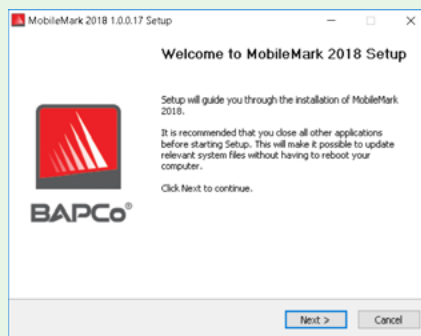 MobileMark 2018 1.0.0.17 Setup
Welcome to MobileMark 2018 Setup
Setup will guide you through the installation of MobileMark
2018.
It is recommended that you close all other applications
before starting Setup. This will make it possible to update
relevant system files without having to reboot your
computer.
Click Next to continue.
BAPCo®
Next >
Cancel